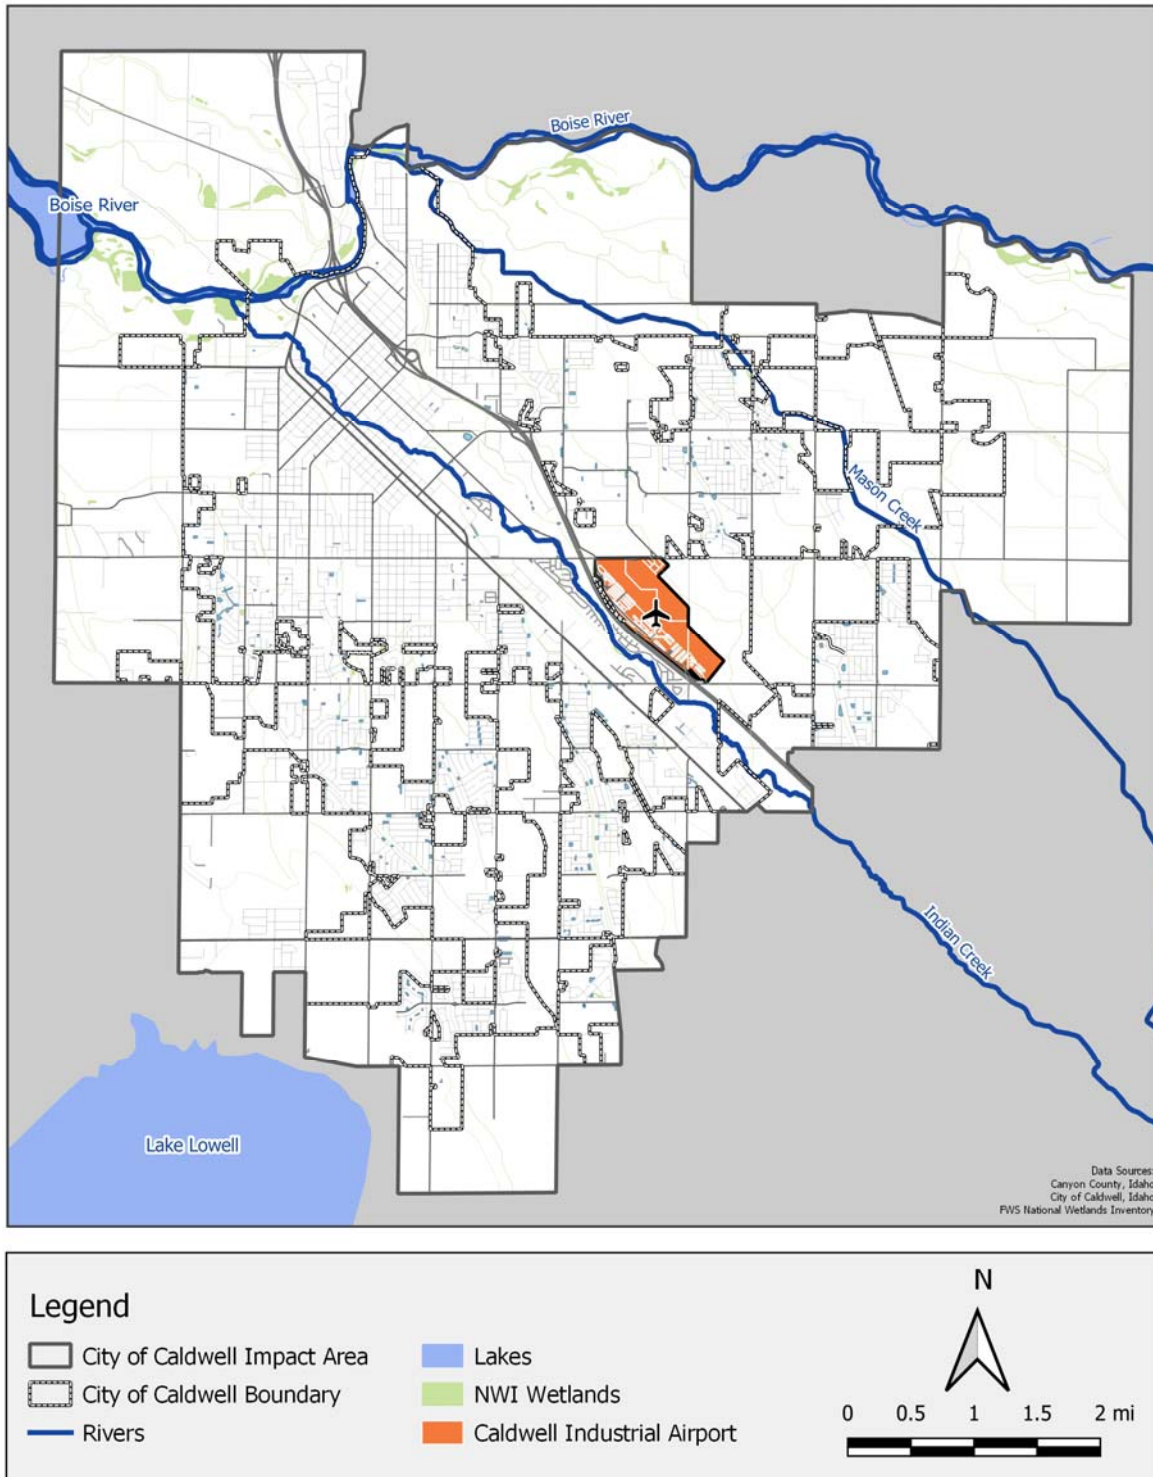 Boise River
Boise River
Mason Creek
Indian Creek
Lake Lowell
Data Sources:
Canyon County, Idaho
City of Caldwell, Idaho
FWS National Wetlands Inventory
Legend
City of Caldwell Impact Area
City of Caldwell Boundary
Rivers
Lakes
NWI Wetlands
Caldwell Industrial Airport
N
0 0.5 1 1.5 2 mi